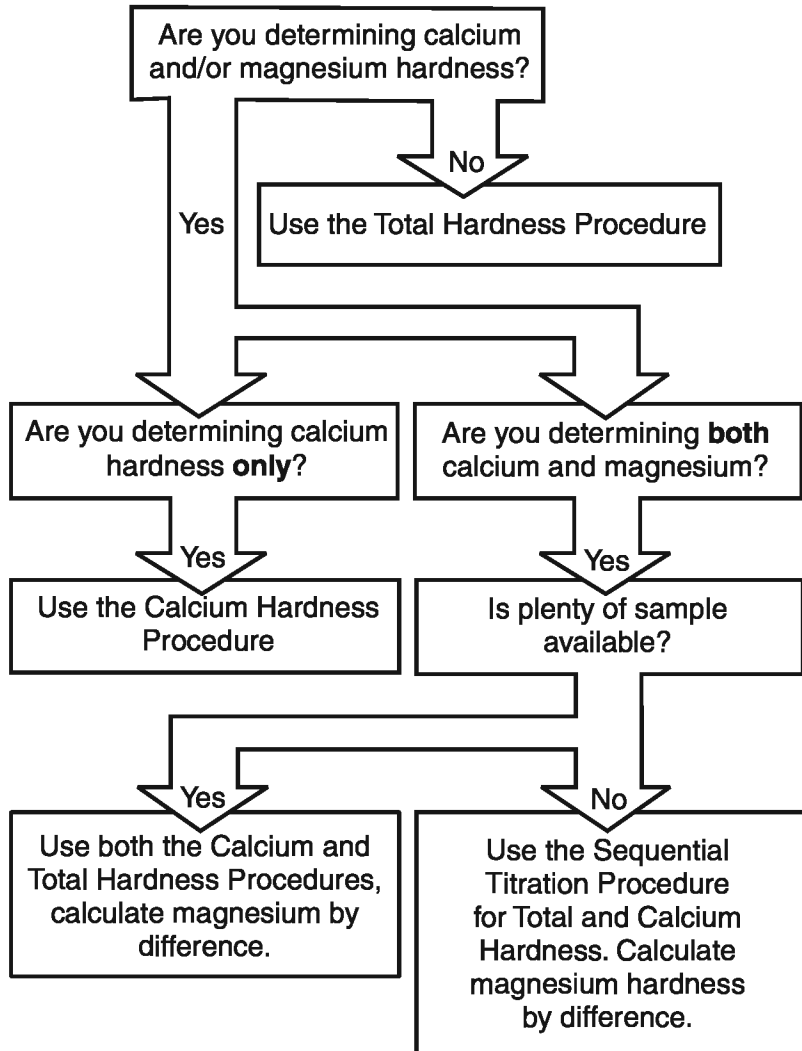 Are you determining calcium
and/or magnesium hardness?
No
Use the Total Hardness Procedure
Yes
Are you determining calcium
hardness only?
Are you determining both
calcium and magnesium?
Yes
Yes
Use the Calcium Hardness
Procedure
Is plenty of sample
available?
Yes
No
Use both the Calcium and
Total Hardness Procedures,
calculate magnesium by
difference.
Use the Sequential
Titration Procedure
for Total and Calcium
Hardness. Calculate
magnesium hardness
by difference.